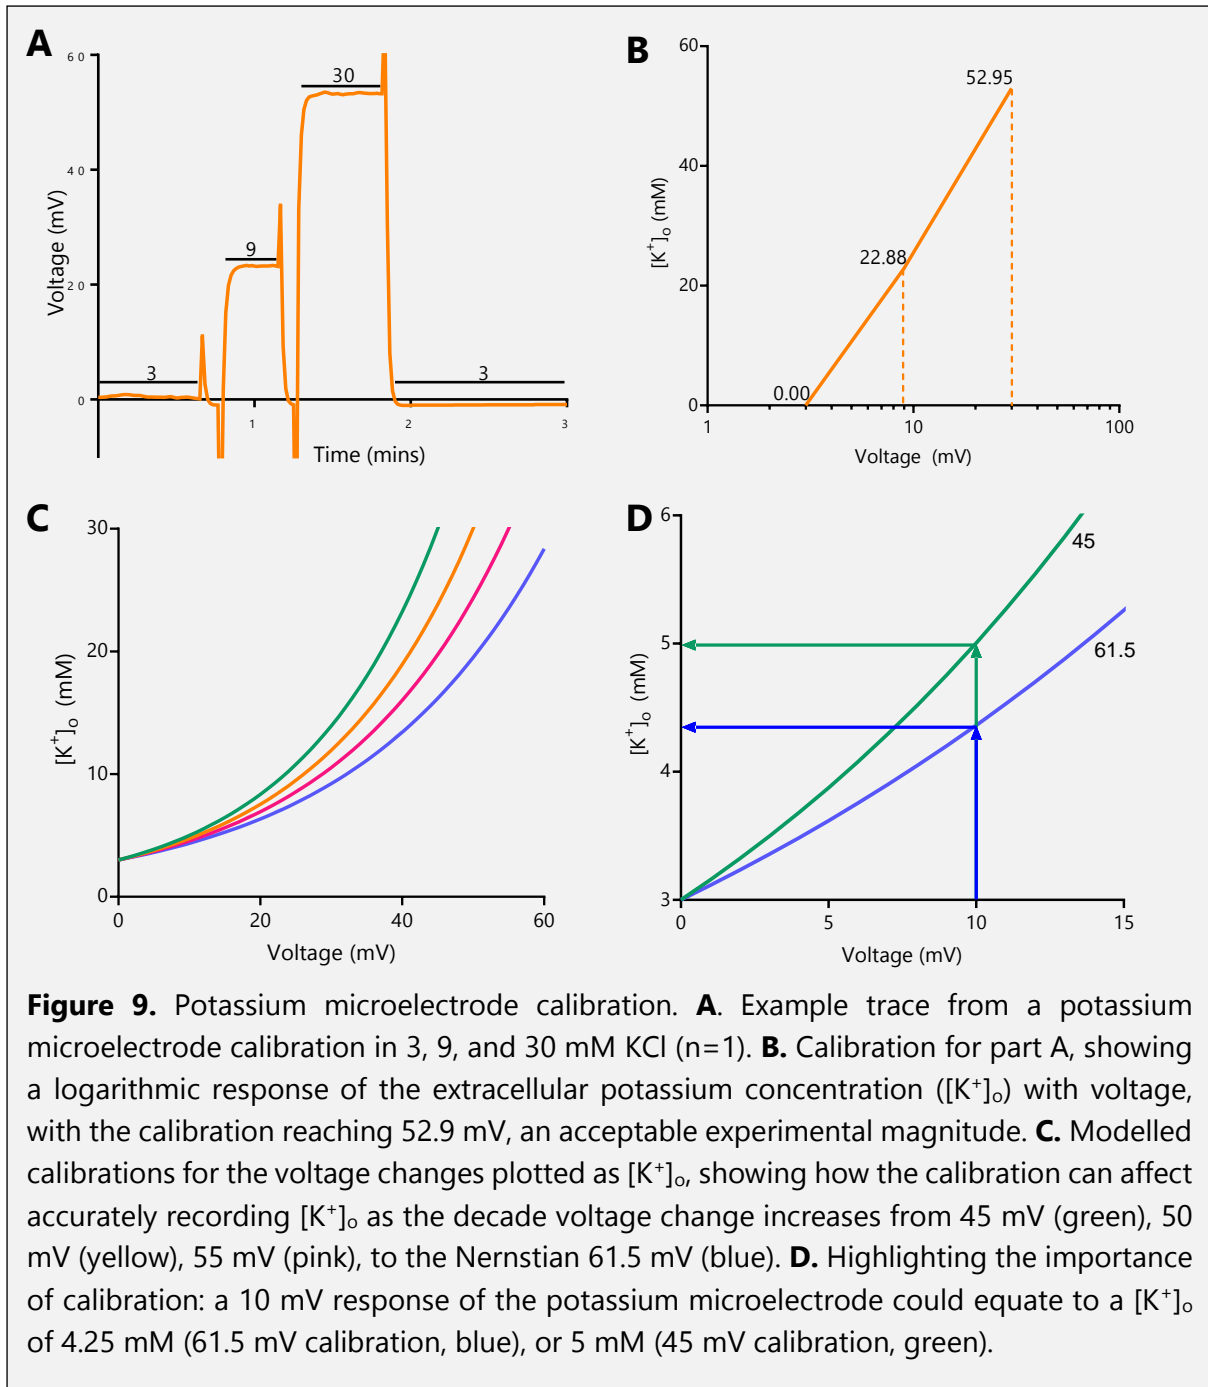 A
Voltage (mV)
60
40
20
0
3
9
30
3
1
2
3
Time (mins)
B
[K⁺]ₒ (mM)
60
40
20
0
0.00
22.88
52.95
1
10
100
Voltage (mV)
C
[K⁺]ₒ (mM)
30
20
10
0
0
20
40
60
Voltage (mV)
D
[K⁺]ₒ (mM)
6
5
4
3
45
61.5
0
5
10
15
Voltage (mV)
Figure 9. Potassium microelectrode calibration. A. Example trace from a potassium
microelectrode calibration in 3, 9, and 30 mM KCl (n=1). B. Calibration for part A, showing
a logarithmic response of the extracellular potassium concentration ([K⁺]ₒ) with voltage,
with the calibration reaching 52.9 mV, an acceptable experimental magnitude. C. Modelled
calibrations for the voltage changes plotted as [K⁺]ₒ, showing how the calibration can affect
accurately recording [K⁺]ₒ as the decade voltage change increases from 45 mV (green), 50
mV (yellow), 55 mV (pink), to the Nernstian 61.5 mV (blue). D. Highlighting the importance
of calibration: a 10 mV response of the potassium microelectrode could equate to a [K⁺]ₒ
of 4.25 mM (61.5 mV calibration, blue), or 5 mM (45 mV calibration, green).